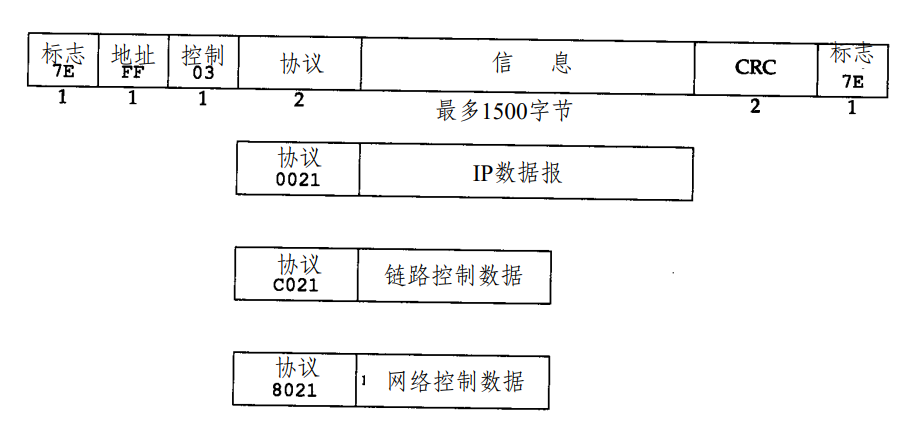 标志 地址 控制 协议 信 息 CRC 标志
7E FF 03 7E
1 1 1 2 最多1500字节 2 1
协议 IP数据报
0021
协议 链路控制数据
C021
协议 1 网络控制数据
8021